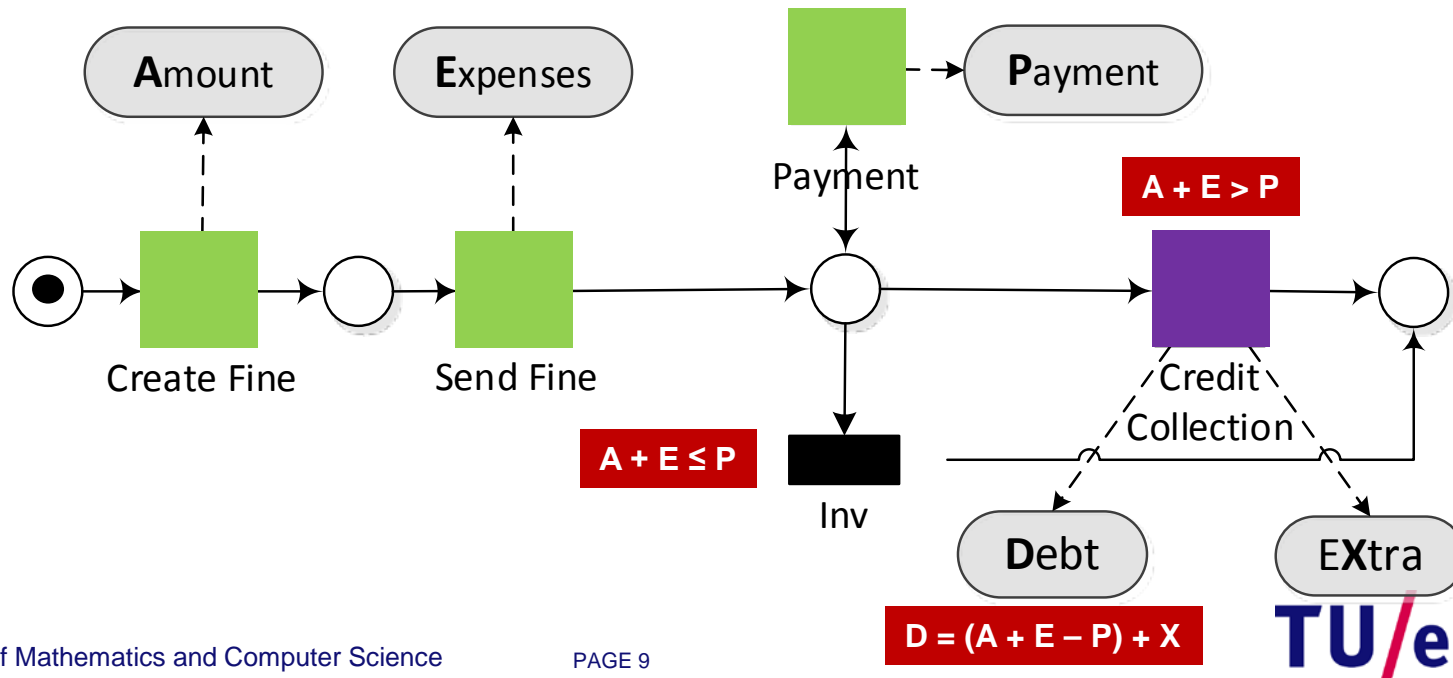 Amount
Expenses
Payment
Payment
A + E > P
Create Fine
Send Fine
Credit
Collection
A + E ≤ P
Inv
Debt
EXtra
D = (A + E – P) + X
f Mathematics and Computer Science
PAGE 9
TU/e